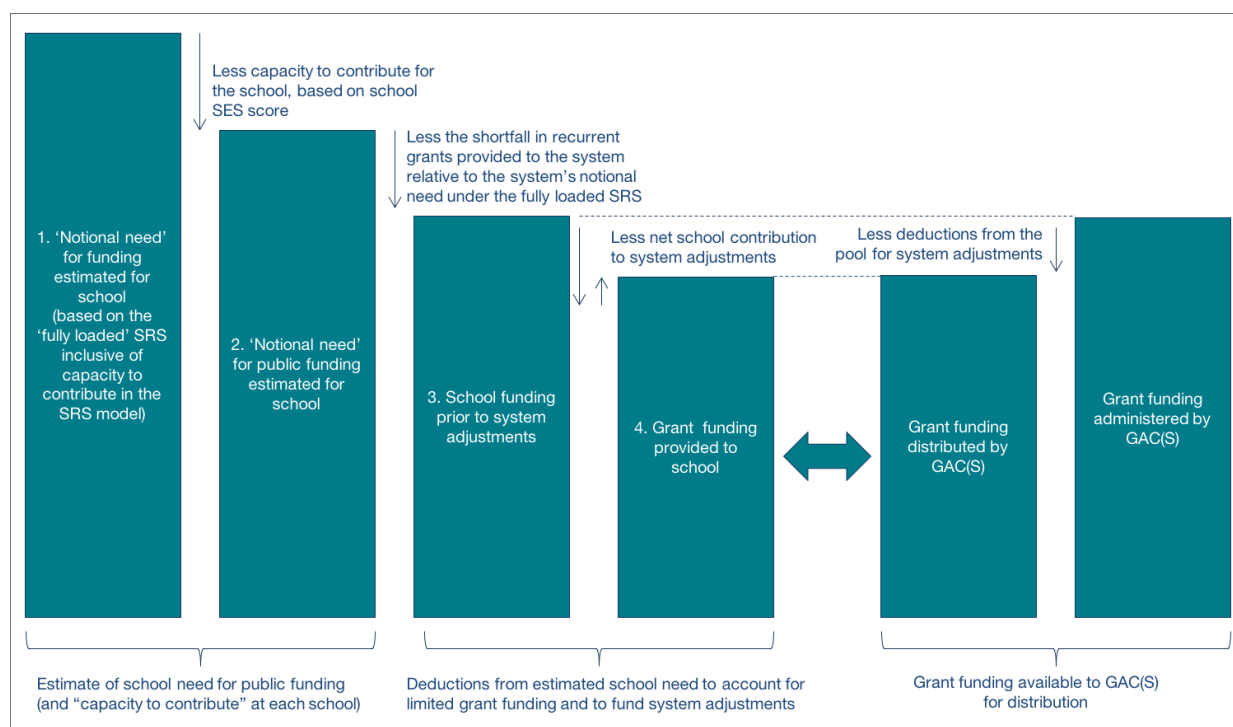 Less capacity to contribute for
the school, based on school
SES score
Less the shortfall in recurrent
grants provided to the system
relative to the system's notional
need under the fully loaded SRS
1. ‘Notional need’
for funding
estimated for
school
(based on the
‘fully loaded’ SRS
inclusive of
capacity to
contribute in the
SRS model)
2. ‘Notional need’
for public funding
estimated for
school
3. School funding
prior to system
adjustments
Less net school contribution
to system adjustments
4. Grant funding
provided to
school
Less deductions from the
pool for system adjustments
Grant funding
distributed by
GAC(S)
Grant funding
administered by
GAC(S)
Estimate of school need for public funding
(and “capacity to contribute” at each school)
Deductions from estimated school need to account for
limited grant funding and to fund system adjustments
Grant funding available to GAC(S)
for distribution